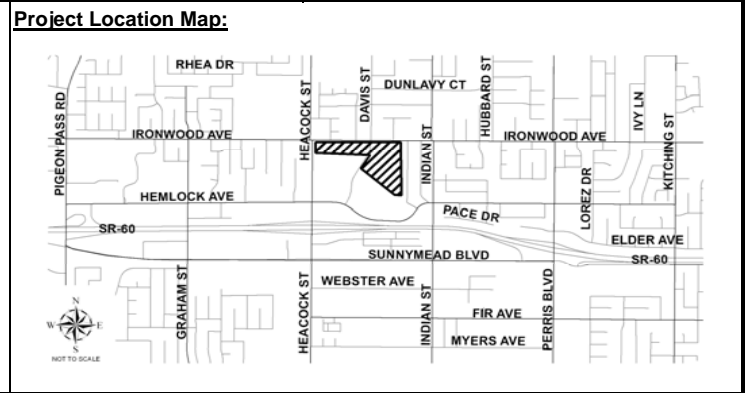 Project Location Map:
RHEA DR
DUNLAVY CT
PIGEON PASS RD
HEACOCK ST
DAVIS ST
INDIAN ST
HUBBARD ST
IVY LN
KITCHING ST
IRONWOOD AVE
IRONWOOD AVE
HEMLOCK AVE
PACE DR
LOREZ DR
SR-60
ELDER AVE
SUNNYMEAD BLVD
SR-60
WEBSTER AVE
GRAHAM ST
HEACOCK ST
INDIAN ST
FIR AVE
PERRIS BLVD
MYERS AVE
N
W
E
S
NOT TO SCALE